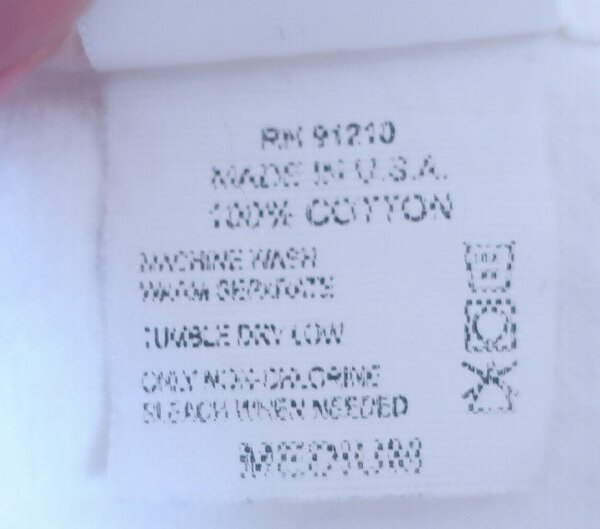 RN 91210
MADE IN U.S.A.
100% COTTON
MACHINE WASH
WARM SEPARATE
TUMBLE DRY LOW
ONLY NON-CHLORINE
BLEACH WHEN NEEDED
MEDIUM